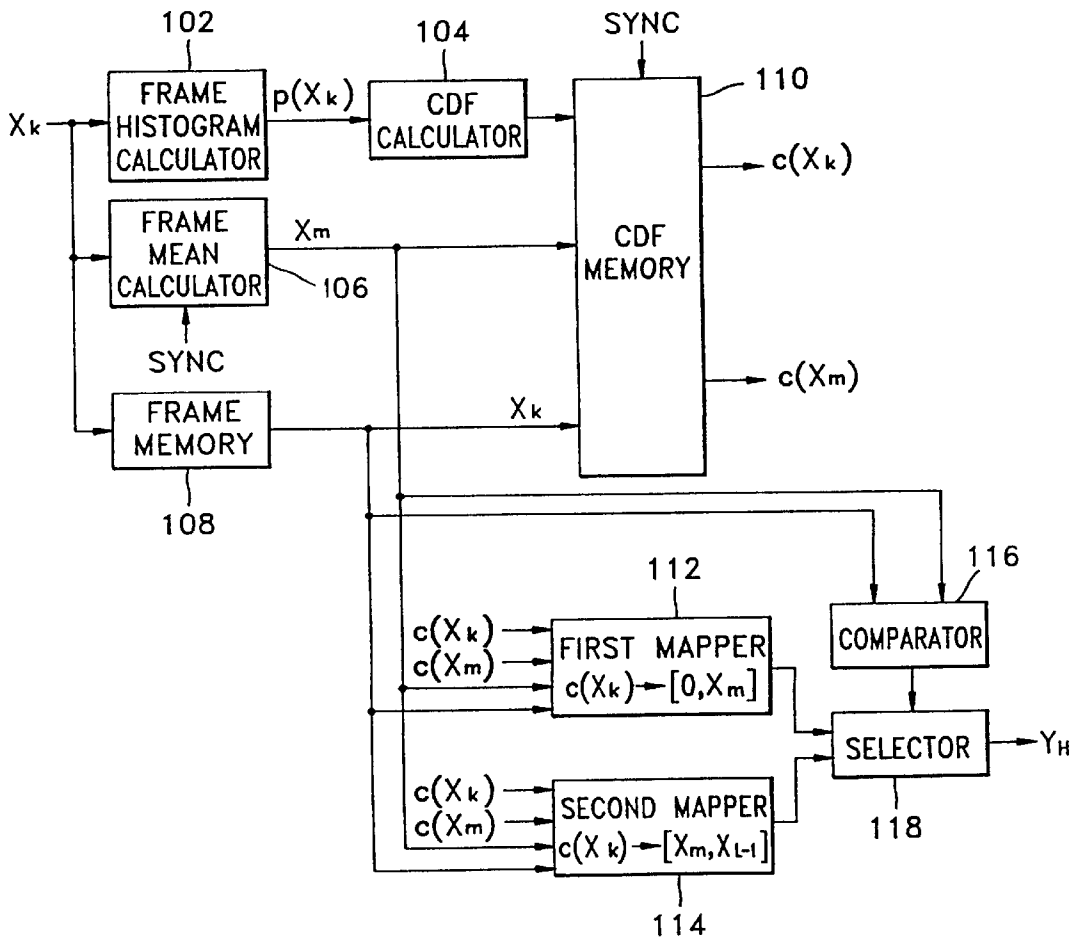 102
104
SYNC
110
Xk
FRAME
HISTOGRAM
CALCULATOR
p(Xk)
CDF
CALCULATOR
c(Xk)
FRAME
MEAN
CALCULATOR
Xm
106
CDF
MEMORY
SYNC
c(Xm)
FRAME
MEMORY
Xk
108
112
116
c(Xk)
c(Xm)
FIRST MAPPER
c(Xk)→[0,Xm]
COMPARATOR
SELECTOR
YH
118
c(Xk)
c(Xm)
SECOND MAPPER
c(Xk)→[Xm,XL-1]
114